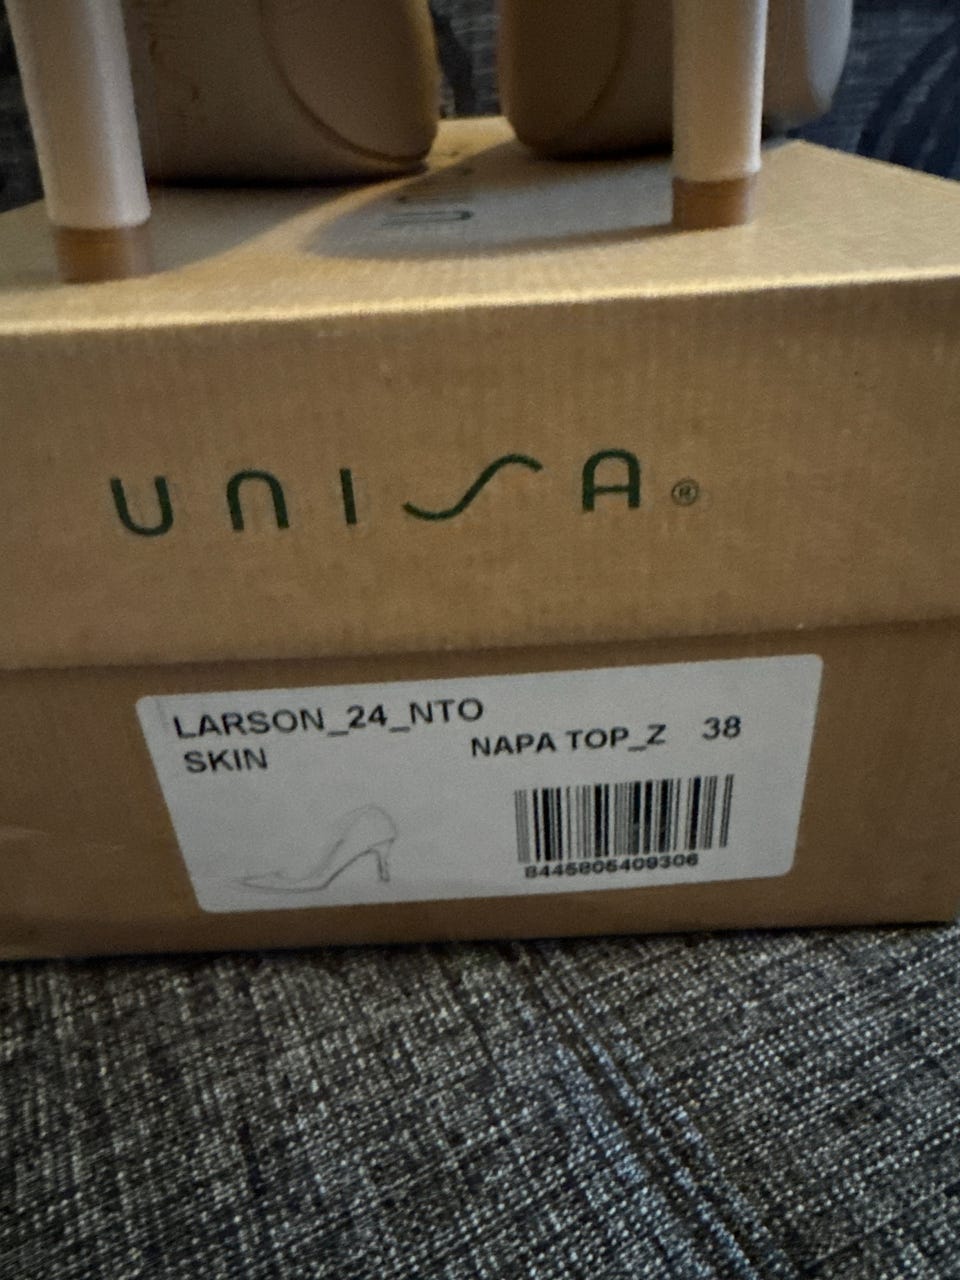 UNISA®
LARSON_24_NTO
SKIN NAPA TOP_Z 38
8445805409306